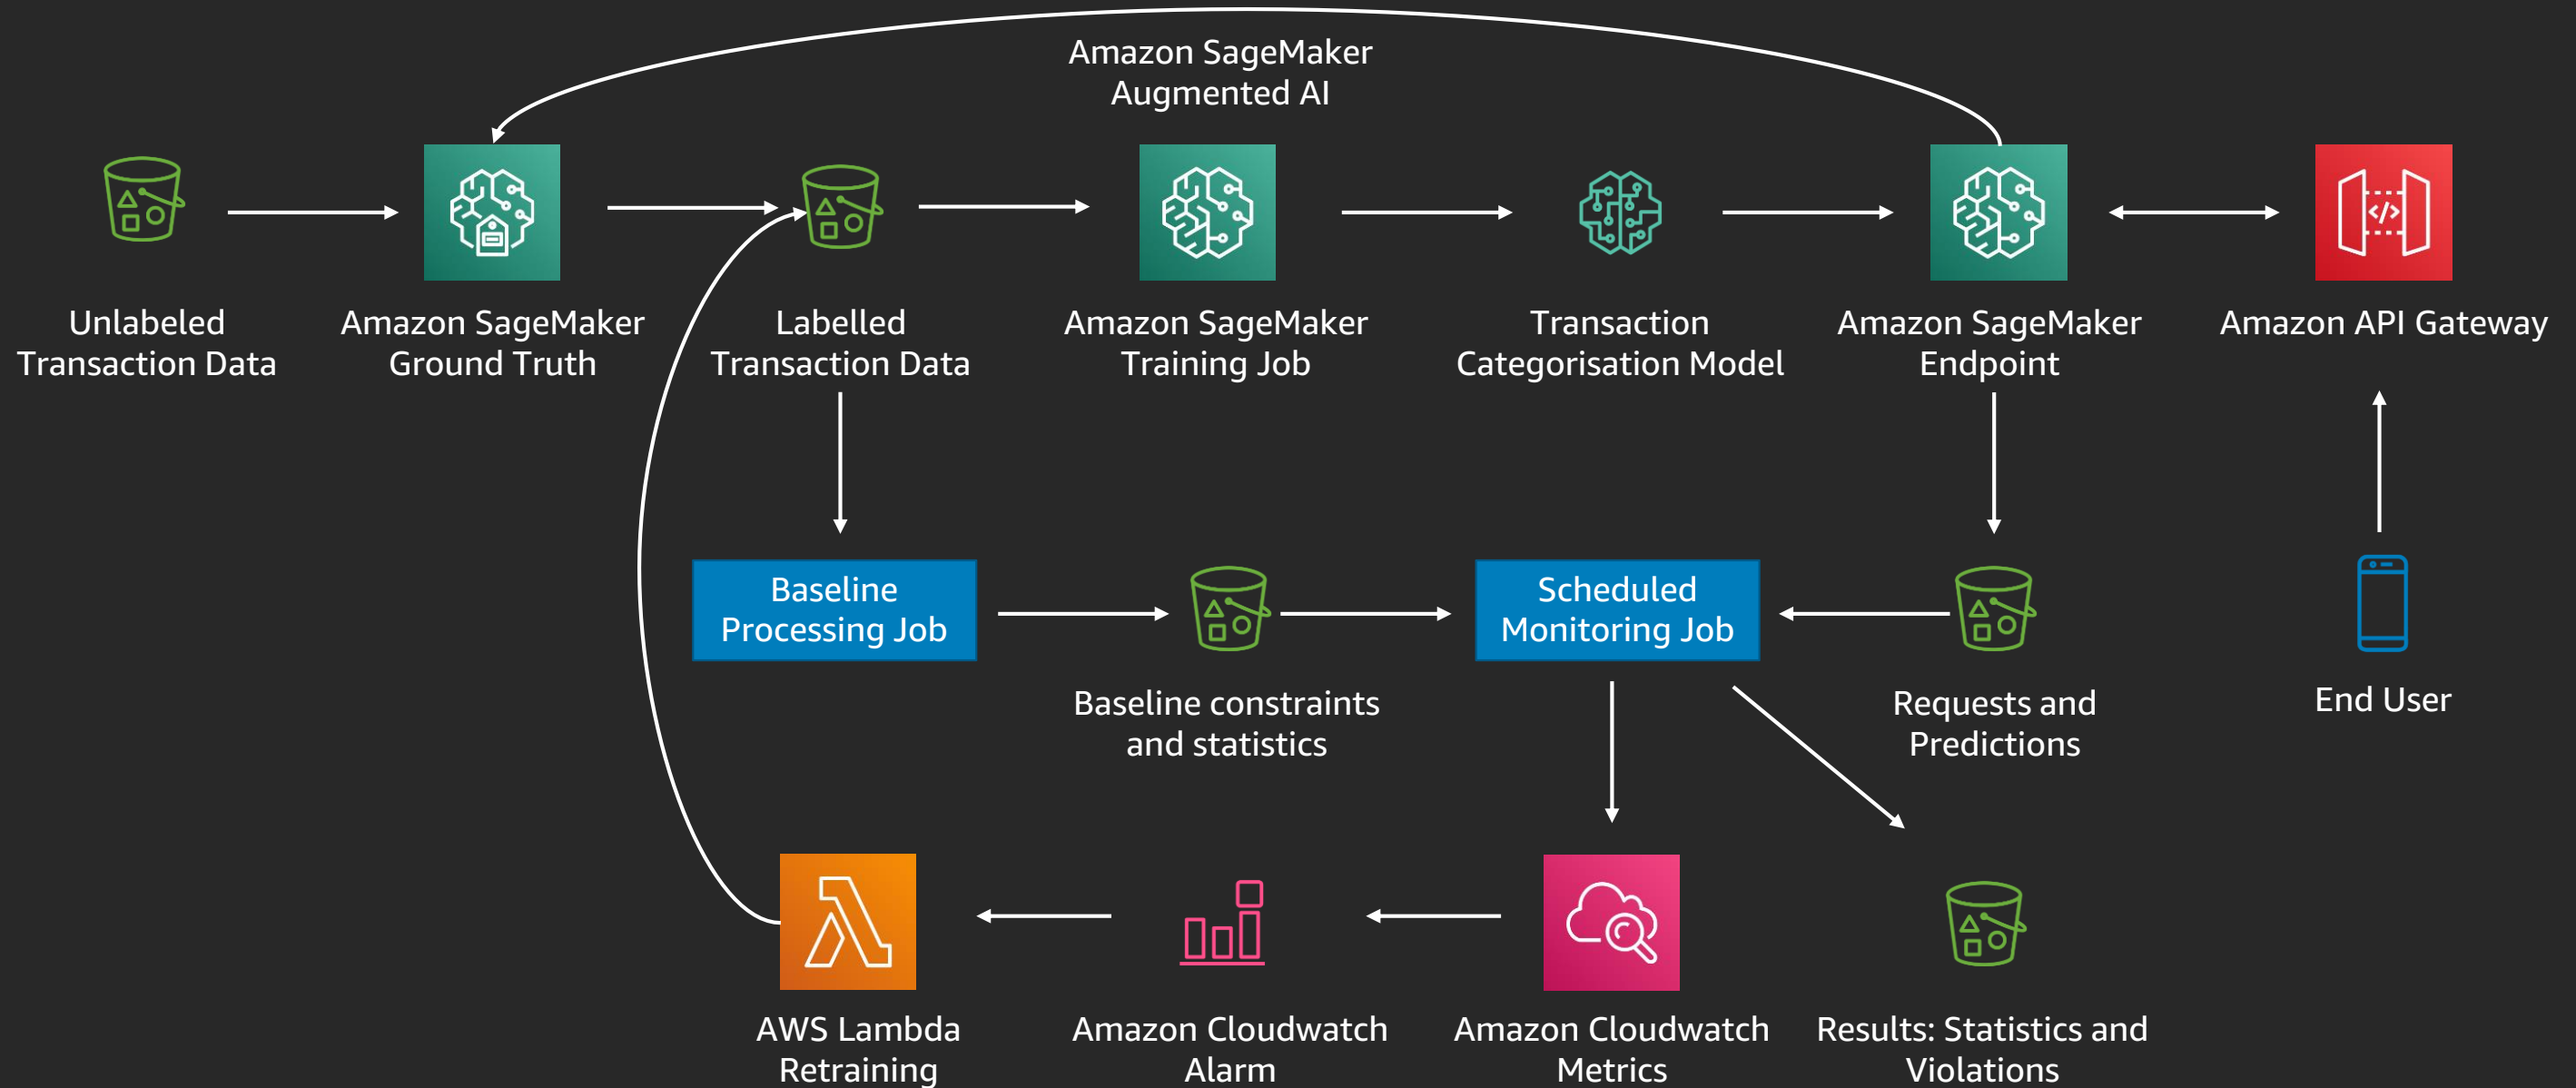 Amazon SageMaker
Augmented AI
Unlabeled
Transaction Data
Amazon SageMaker
Ground Truth
Labelled
Transaction Data
Amazon SageMaker
Training Job
Transaction
Categorisation Model
Amazon SageMaker
Endpoint
Amazon API Gateway
Baseline
Processing Job
Baseline constraints
and statistics
Scheduled
Monitoring Job
Requests and
Predictions
End User
AWS Lambda
Retraining
Amazon Cloudwatch
Alarm
Amazon Cloudwatch
Metrics
Results: Statistics and
Violations